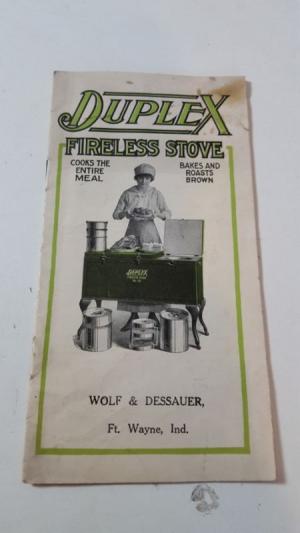 DUPLEX
FIRELESS STOVE
COOKS THE
ENTIRE
MEAL
BAKES AND
ROASTS
BROWN
DUPLEX
WOLF & DESSAUER,
Ft. Wayne, Ind.